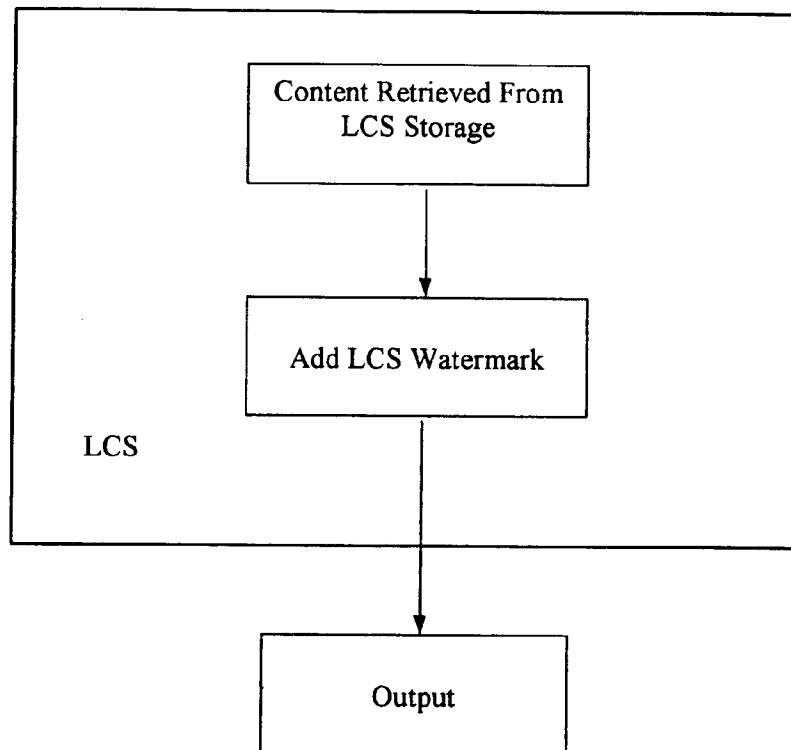 Content Retrieved From
LCS Storage
Add LCS Watermark
LCS
Output